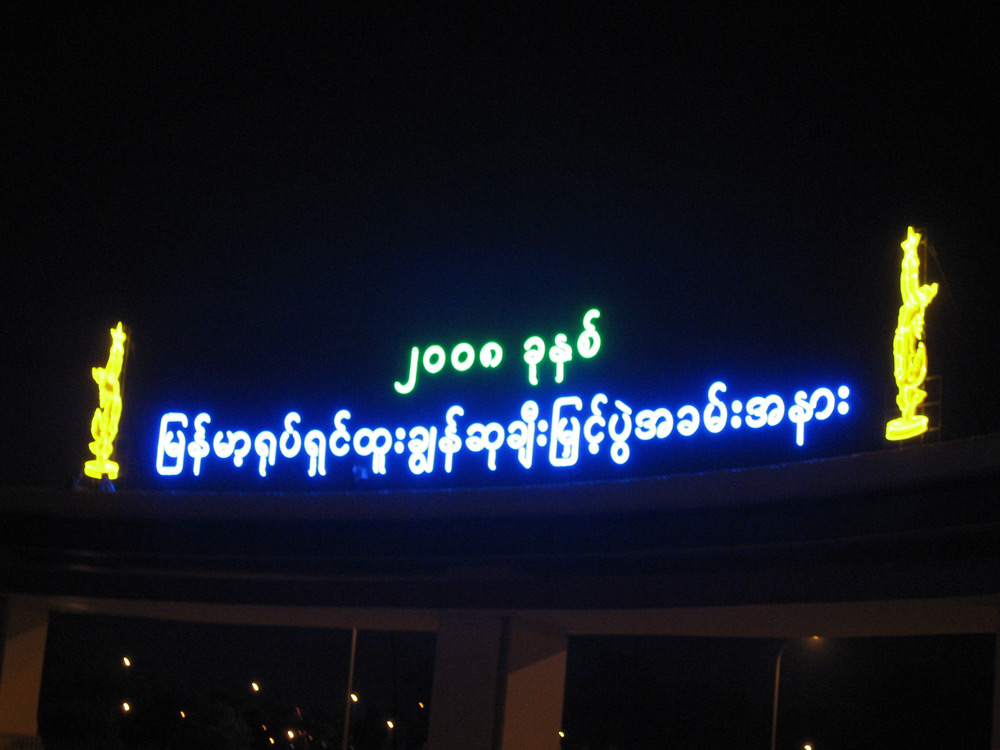 ၂၀၀၈ ခုနှစ်
မြန်မာ့ရုပ်ရှင်ထူးချွန်ဆုချီးမြှင့်ပွဲအခမ်းအနား